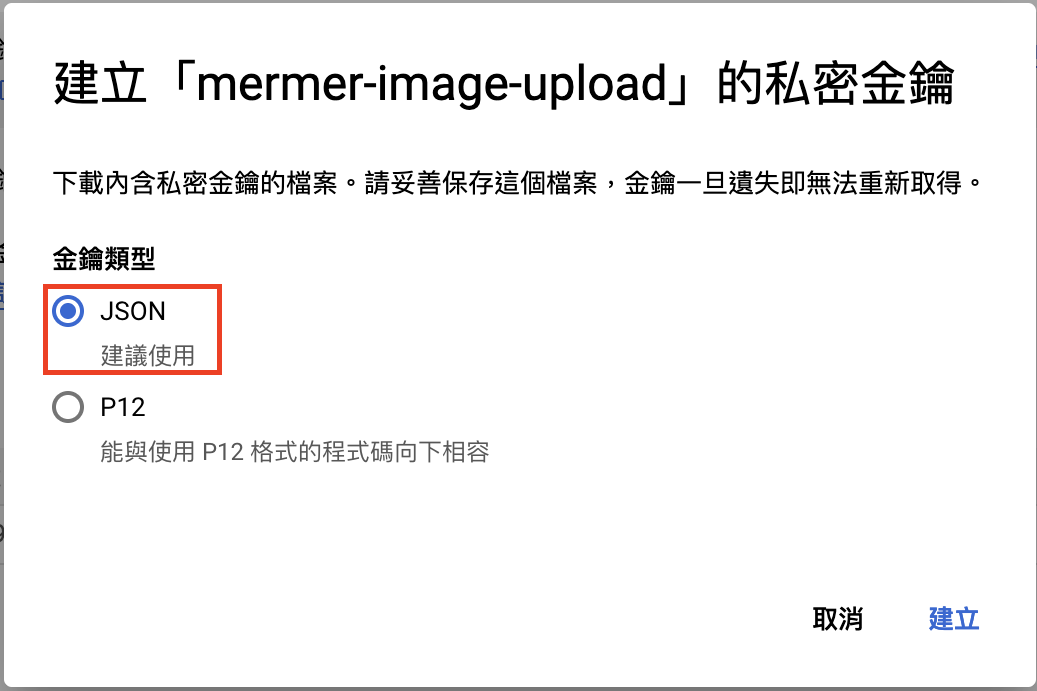 建立「mermer-image-upload」的私密金鑰
下載內含私密金鑰的檔案。請妥善保存這個檔案，金鑰一旦遺失即無法重新取得。
金鑰類型
JSON
建議使用
P12
能與使用 P12 格式的程式碼向下相容
取消
建立